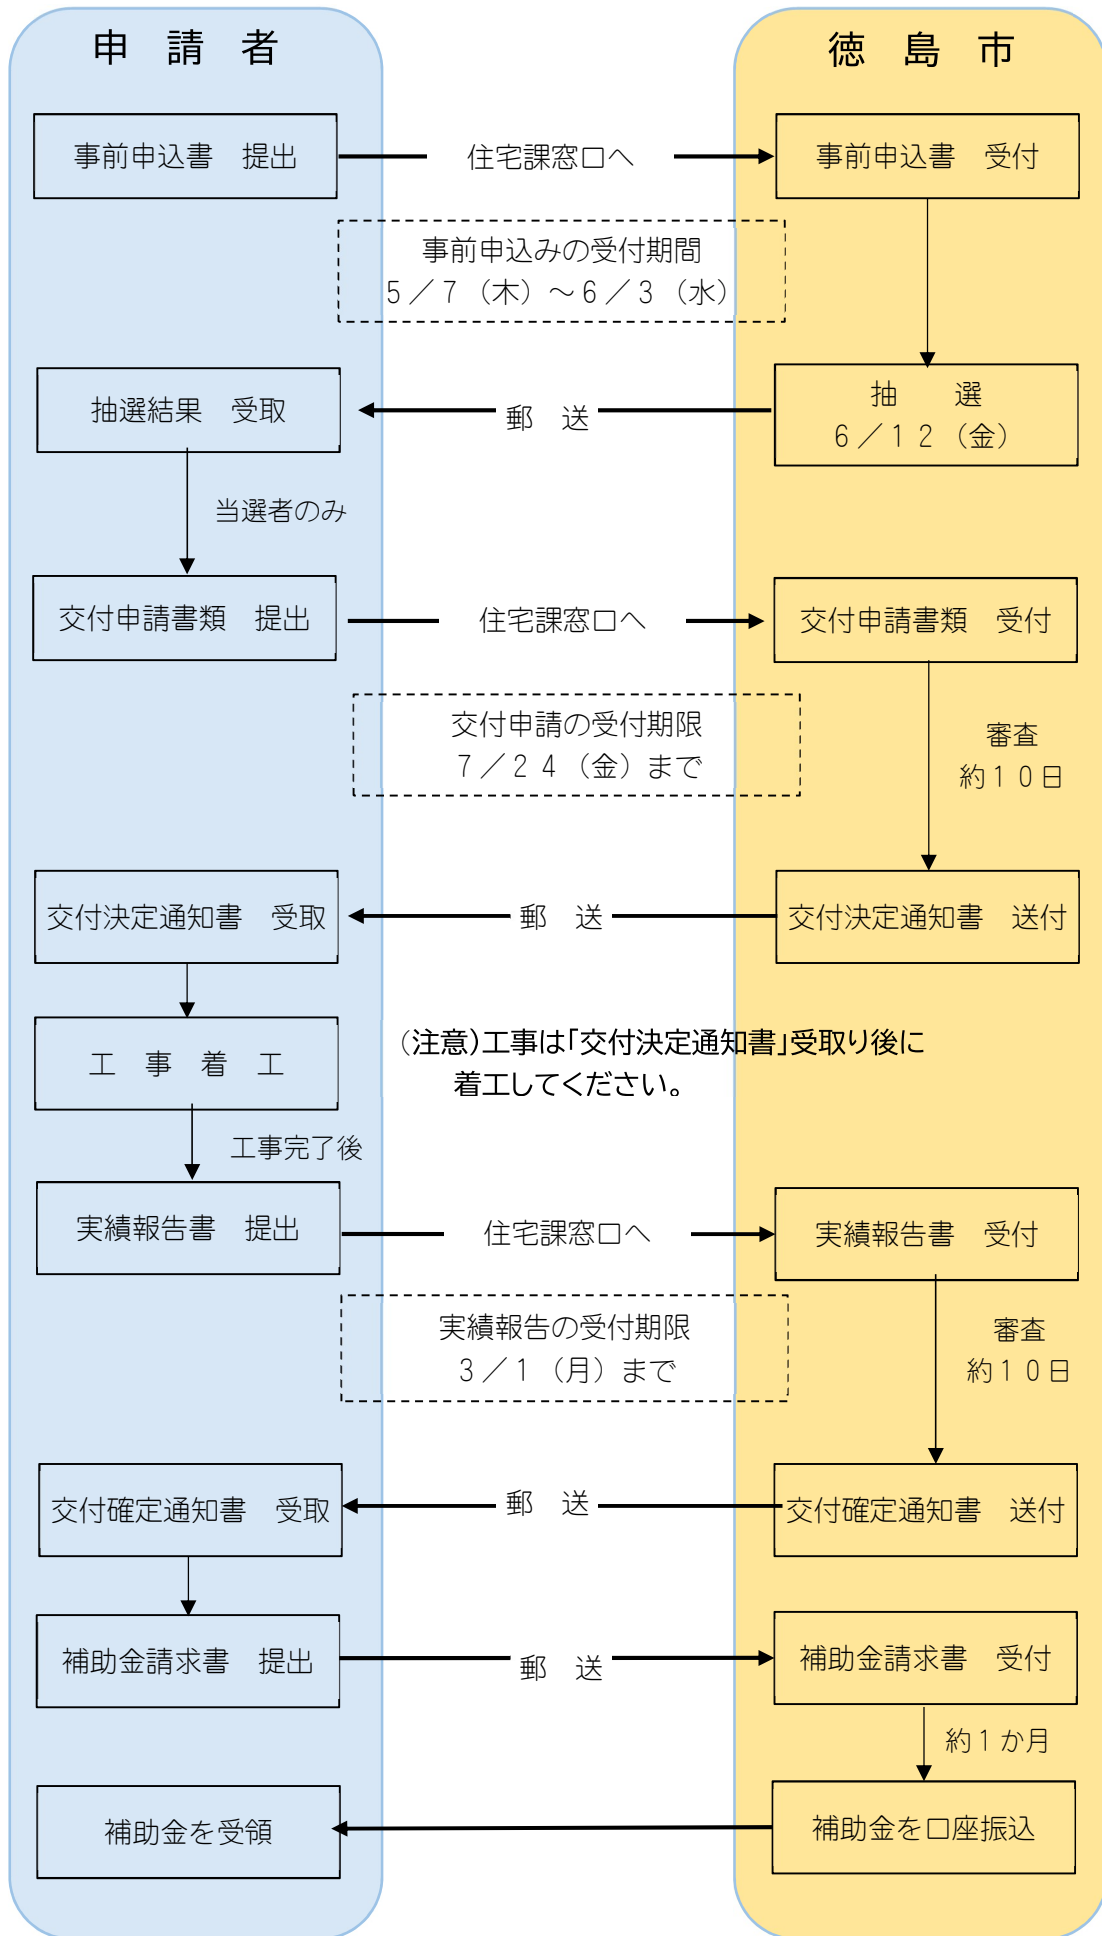 申　請　者
徳　島　市
事前申込書　提出
住宅課窓口へ
事前申込書　受付
事前申込みの受付期間
５／７（木）～６／３（水）
抽選結果　受取
郵　送
抽　　選
６／１２（金）
当選者のみ
交付申請書類　提出
住宅課窓口へ
交付申請書類　受付
交付申請の受付期限
７／２４（金）まで
審査
約１０日
交付決定通知書　受取
郵　送
交付決定通知書　送付
工　事　着　工
（注意）工事は「交付決定通知書」受取り後に
着工してください。
工事完了後
実績報告書　提出
住宅課窓口へ
実績報告書　受付
実績報告の受付期限
３／１（月）まで
審査
約１０日
交付確定通知書　受取
郵　送
交付確定通知書　送付
補助金請求書　提出
郵　送
補助金請求書　受付
約１か月
補助金を受領
補助金を口座振込